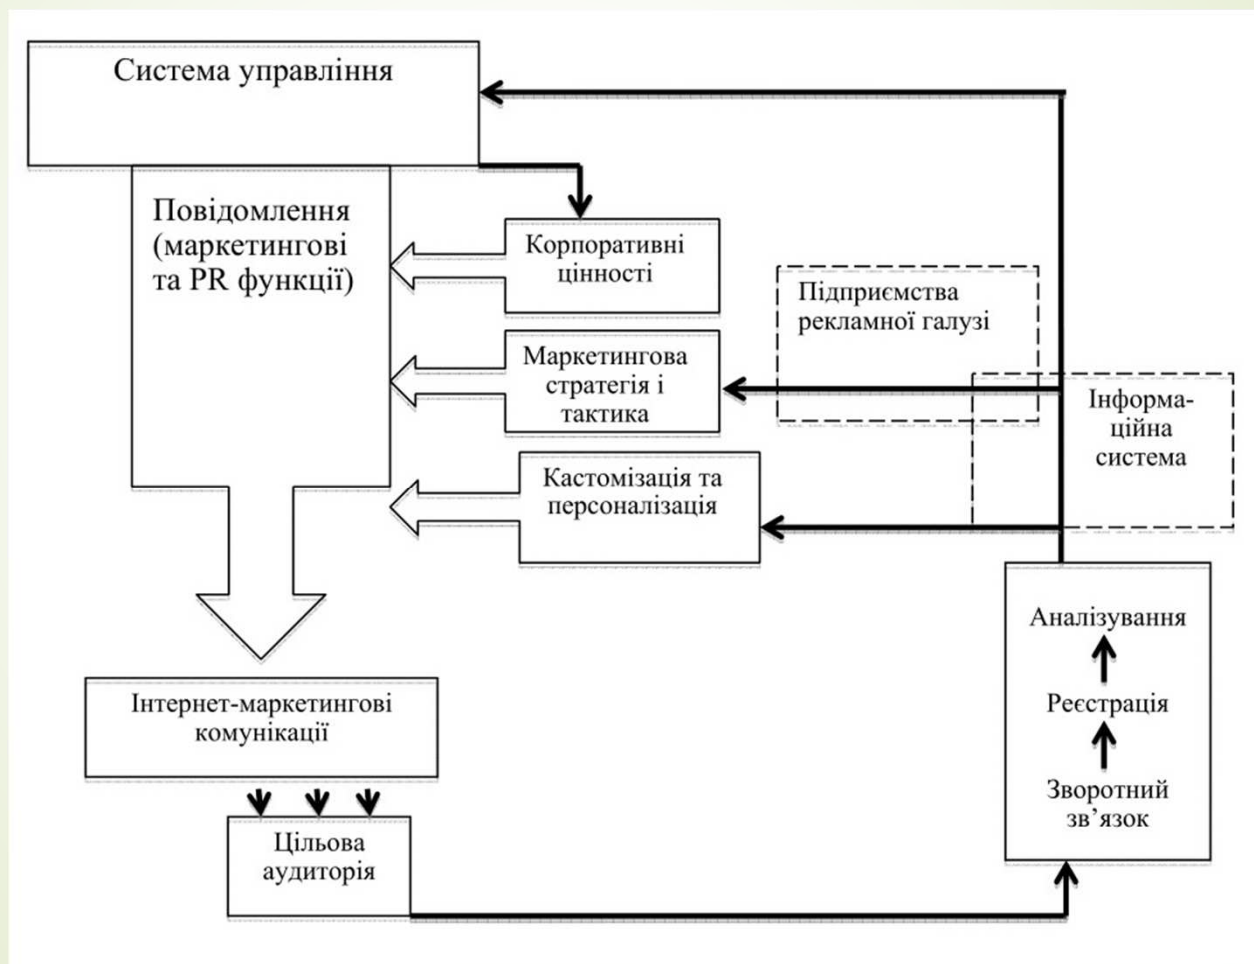 Система управління
Повідомлення
(маркетингові
та PR функції)
Корпоративні
цінності
Підприємства
рекламної галузі
Маркетингова
стратегія і
тактика
Інформа-
ційна
система
Кастомізація та
персоналізація
Аналізування
Реєстрація
Зворотний
зв’язок
Інтернет-маркетингові
комунікації
Цільова
аудиторія